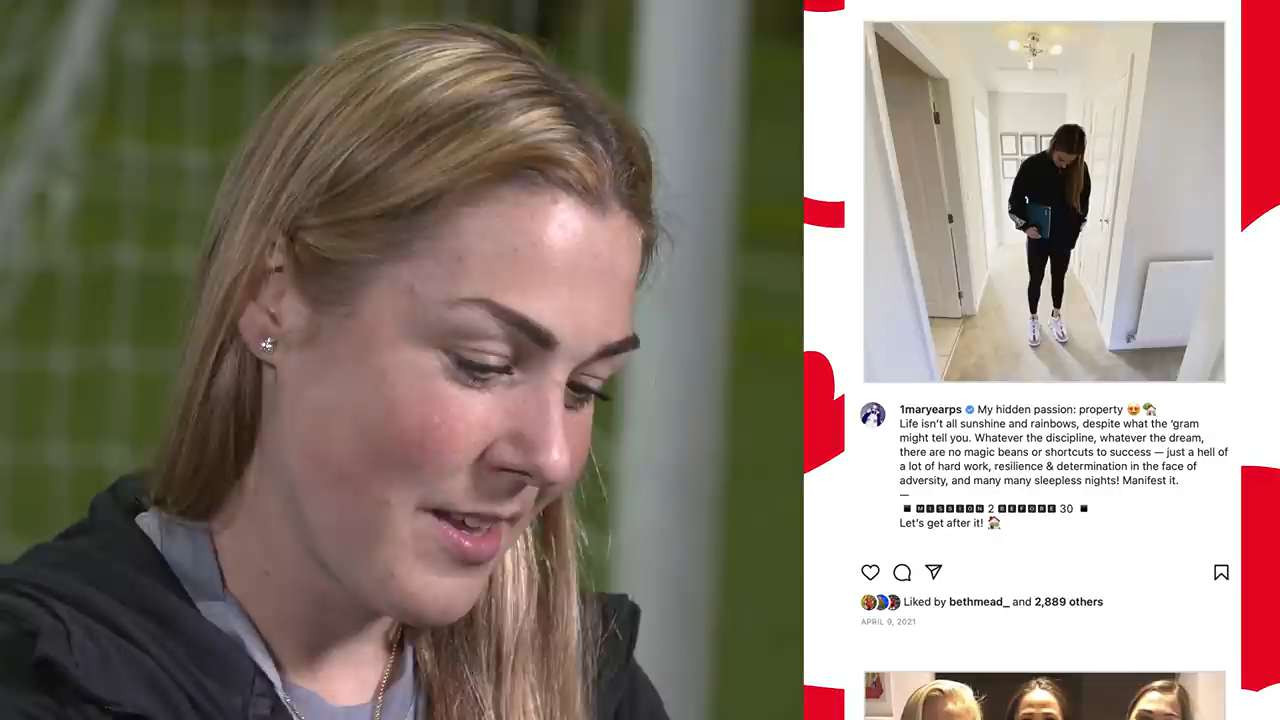 1maryearps My hidden passion: property 😍🏡
Life isn't all sunshine and rainbows, despite what the 'gram
might tell you. Whatever the discipline, whatever the dream,
there are no magic beans or shortcuts to success — just a hell of
a lot of hard work, resilience & determination in the face of
adversity, and many many sleepless nights! Manifest it.
—
◾️ 🅼🅸🆂🆂🅸🅾🅽 2 🅱🅴🅵🅾🆁🅴 30 ◾️
Let's get after it! 🏠
Liked by bethmead_ and 2,889 others
APRIL 9, 2021